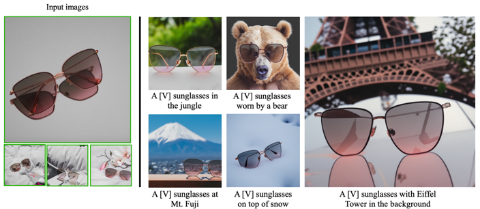 Input images
A [V] sunglasses in
the jungle
A [V] sunglasses
worn by a bear
A [V] sunglasses at
Mt. Fuji
A [V] sunglasses
on top of snow
A [V] sunglasses with Eiffel
Tower in the background